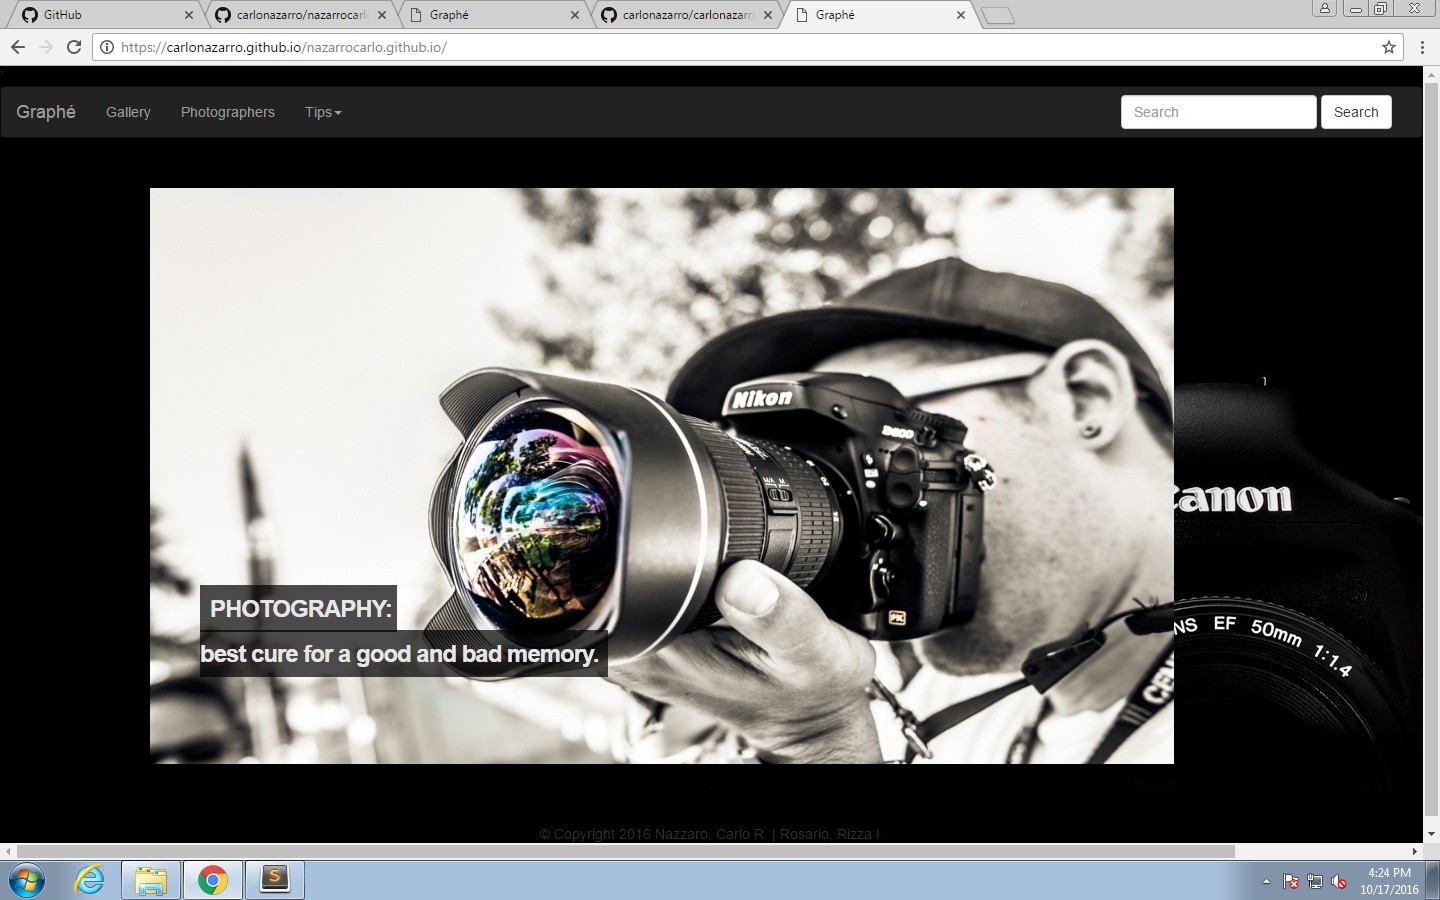 GitHub
carlonazarro/nazarrocarl
Graphé
carlonazarro/carlonazarr
Graphé
https://carlonazarro.github.io/nazarrocarlo.github.io/
Graphé Gallery Photographers Tips Search Search
Nikon
D800
M/A M
Canon
PHOTOGRAPHY:
best cure for a good and bad memory.
NS EF 50mm 1:1.4
© Copyright 2016 Nazzaro, Carlo R. | Rosario, Rizza I.
4:24 PM
10/17/2016